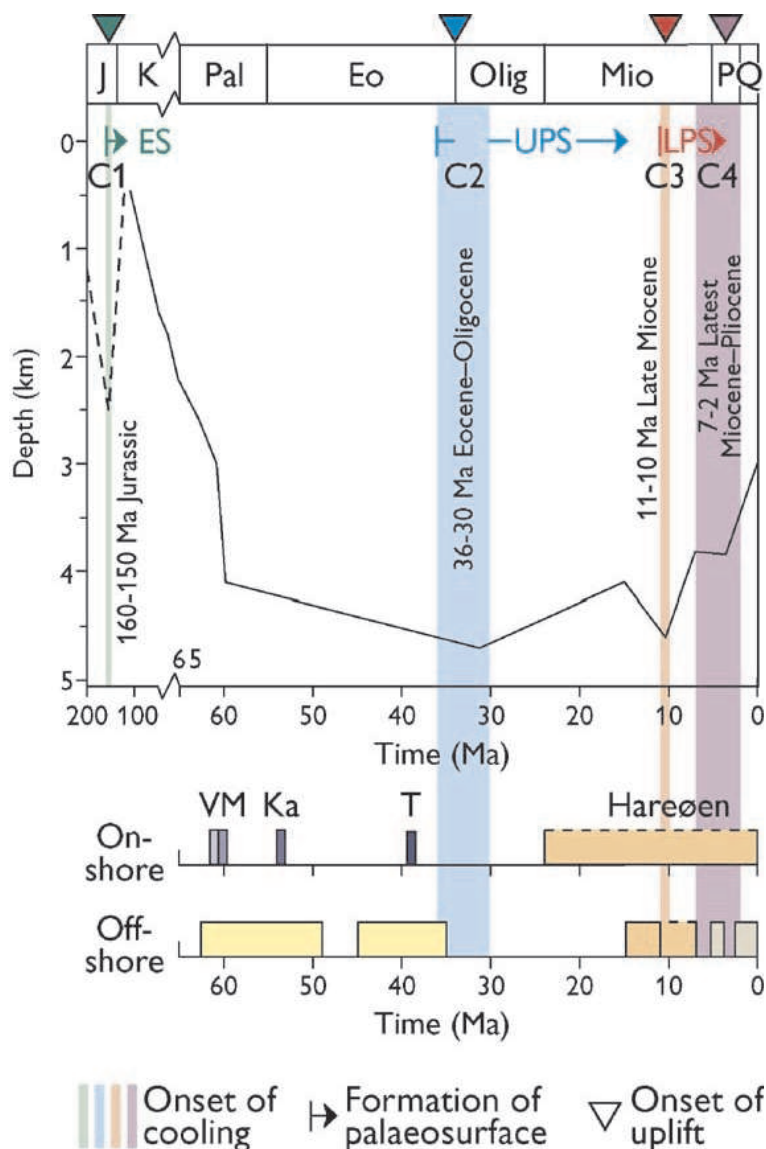 J K Pal Eo Olig Mio P Q
ES UPS LPS
C1 C2 C3 C4
0
1
2
3
4
5
Depth (km)
160-150 Ma Jurassic
36-30 Ma Eocene–Oligocene
11-10 Ma Late Miocene
7-2 Ma Latest
Miocene–Pliocene
65
200 100 60 50 40 30 20 10 0
Time (Ma)
VM Ka T Hareøen
On-
shore
Off-
shore
60 50 40 30 20 10 0
Time (Ma)
Onset of
cooling
Formation of
palaeosurface
Onset of
uplift